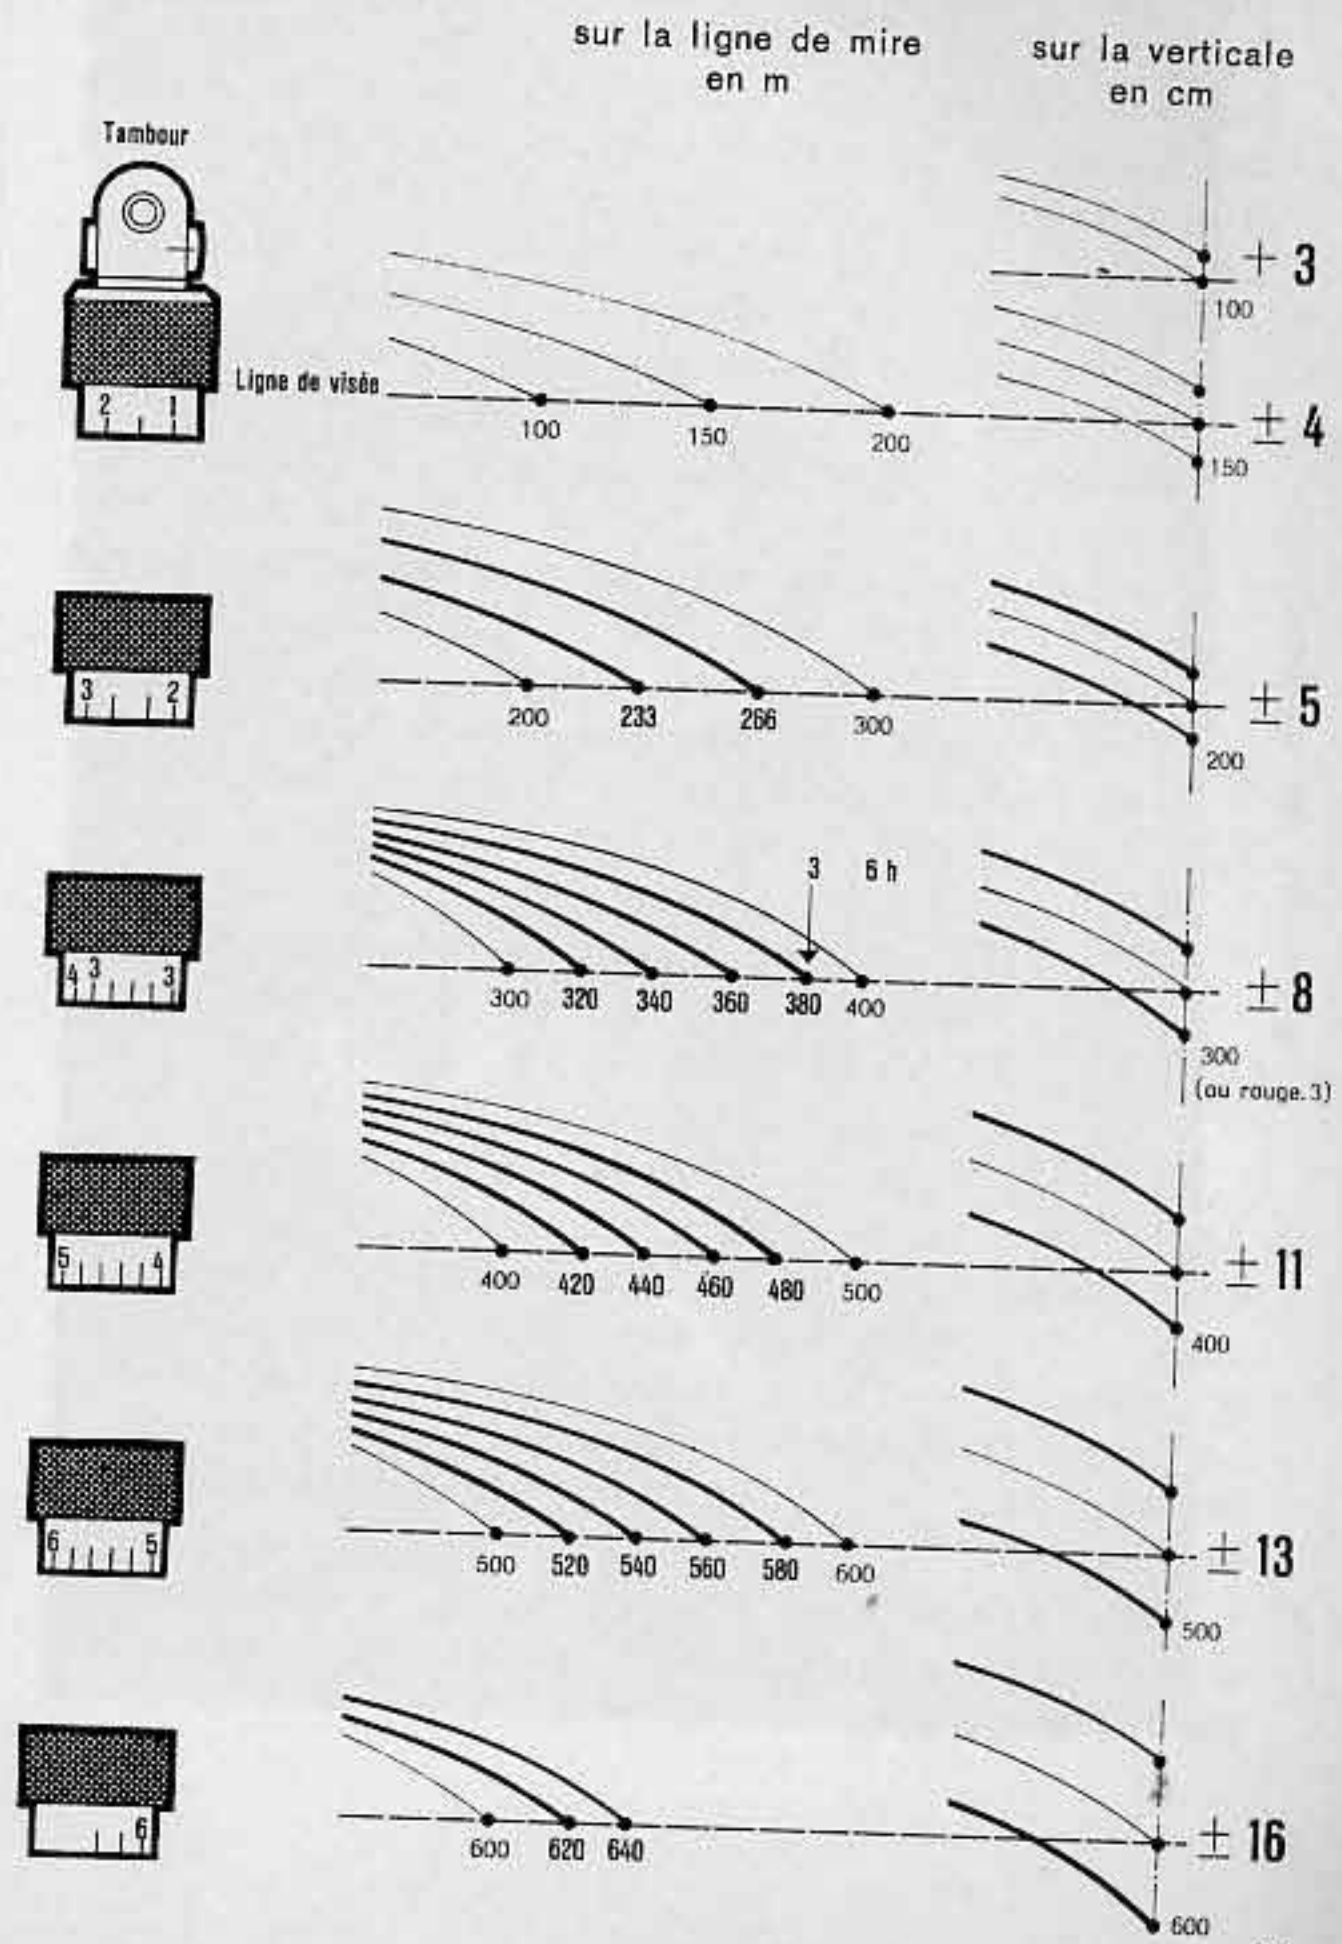 sur la ligne de mire
en m
sur la verticale
en cm
Tambour
+ 3
100
Ligne de visée
2 1
100 150 200
± 4
150
3 2
200 233 266 300
± 5
200
3 6 h
4 3 3
300 320 340 360 380 400
± 8
300
(ou rouge.3)
5 4
400 420 440 460 480 500
± 11
400
6 5
500 520 540 560 580 600
± 13
500
6
600 620 640
± 16
600